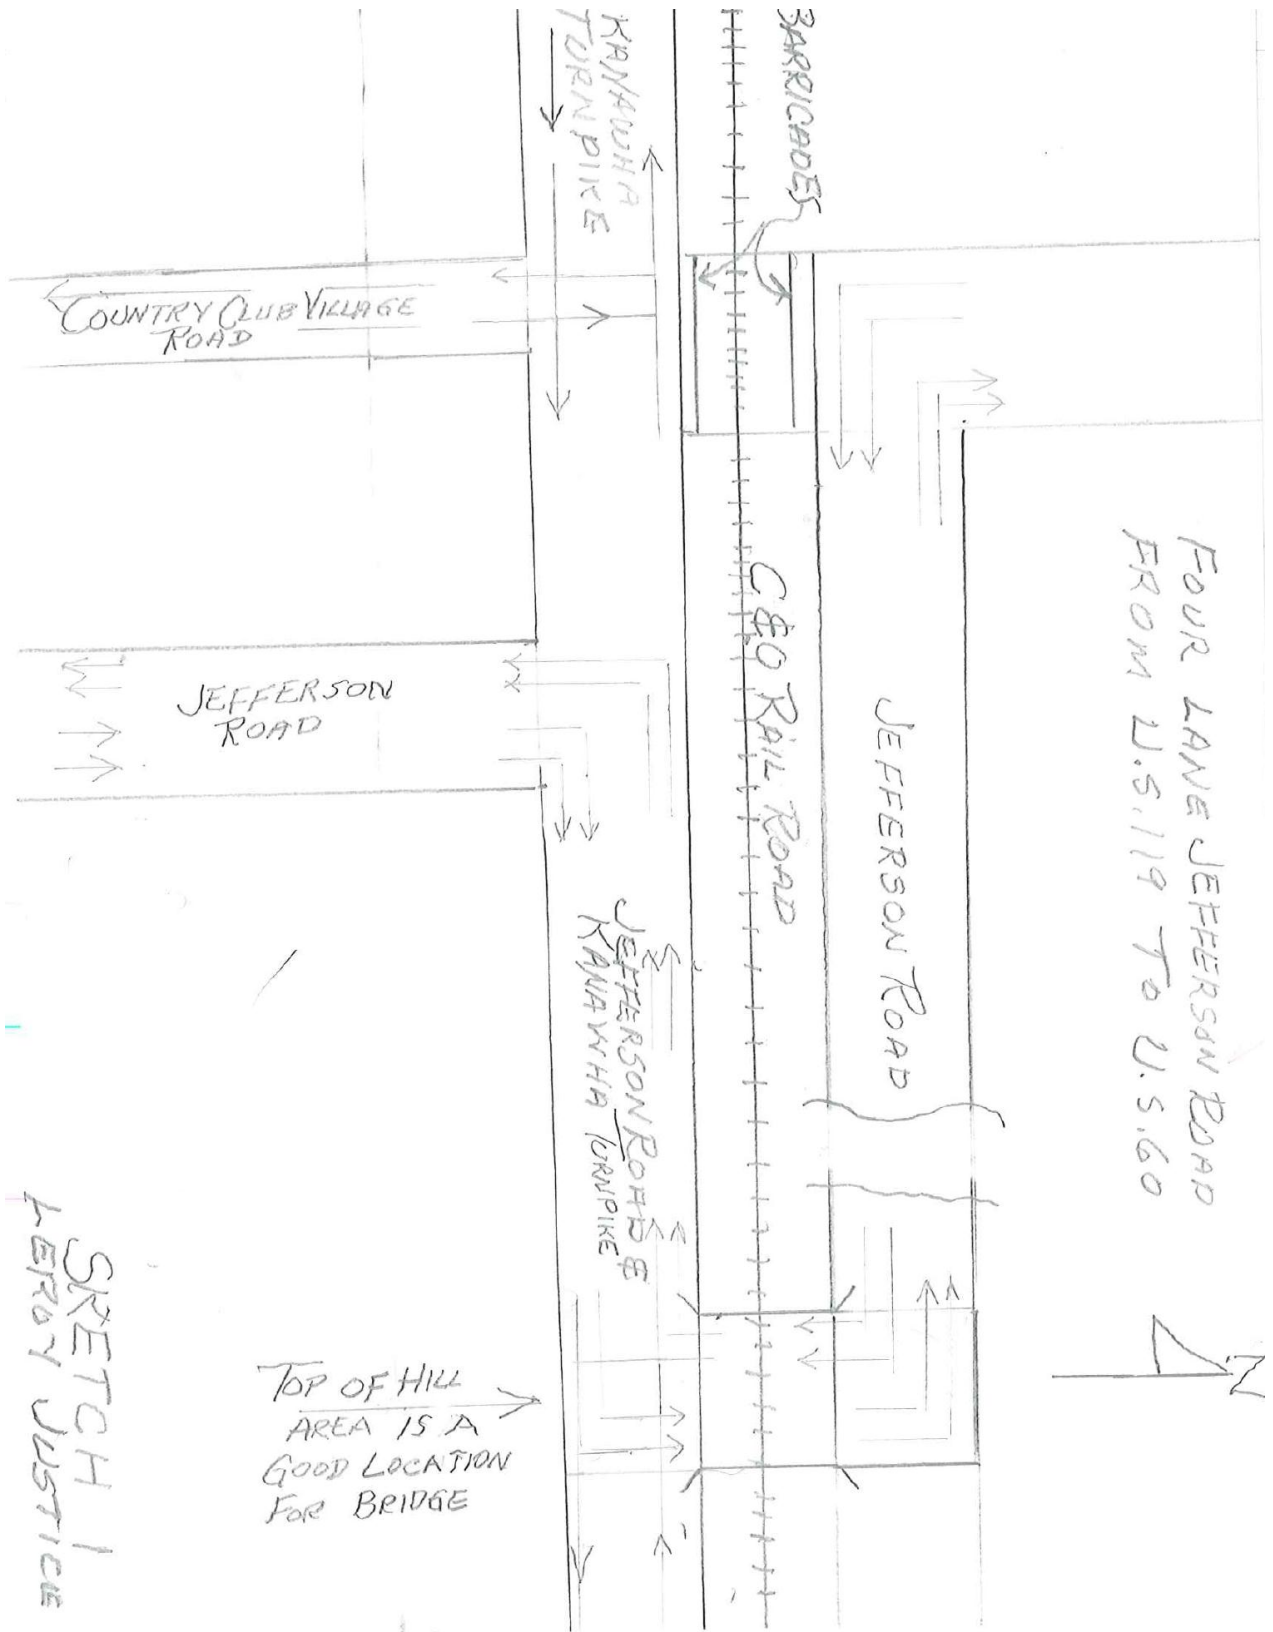 KANAWHA
TURNPIKE
BARRICADES
COUNTRY CLUB VILLAGE
ROAD
FOUR LANE JEFFERSON ROAD
FROM U.S.119 TO U.S.60
C&O RAIL ROAD
JEFFERSON ROAD
JEFFERSON
ROAD
JEFFERSON ROAD &
KANAWHA TURNPIKE
N
TOP OF HILL
AREA IS A
GOOD LOCATION
FOR BRIDGE
SKETCH 1
LEROY JUSTICE